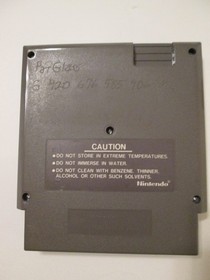 CAUTION
• DO NOT STORE IN EXTREME TEMPERATURES.
• DO NOT IMMERSE IN WATER.
• DO NOT CLEAN WITH BENZENE, THINNER,
ALCOHOL OR OTHER SUCH SOLVENTS.
Nintendo